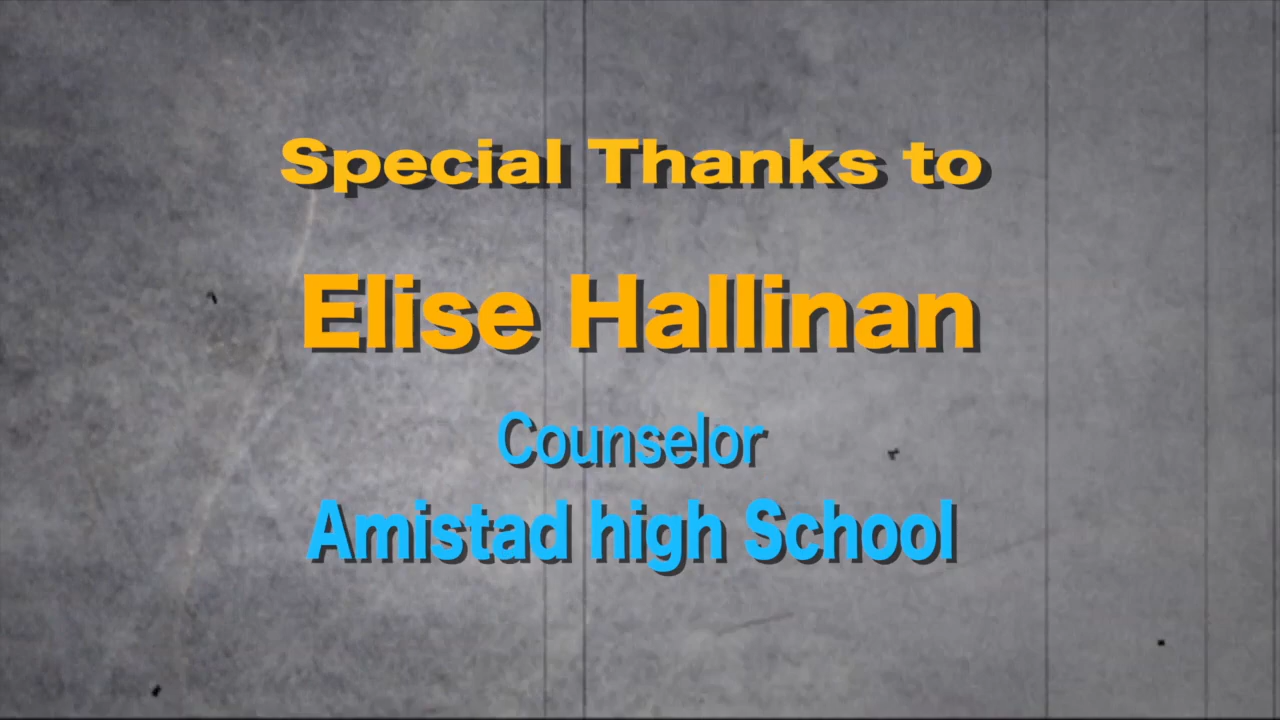 Special Thanks to
Elise Hallinan
Counselor
Amistad high School